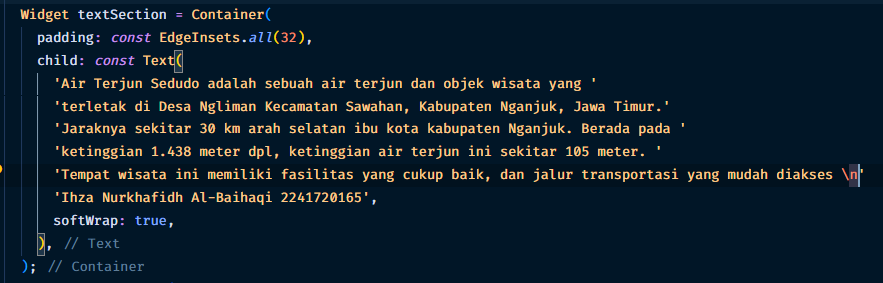 Widget textSection = Container(
padding: const EdgeInsets.all(32),
child: const Text(
'Air Terjun Sedudo adalah sebuah air terjun dan objek wisata yang '
'terletak di Desa Ngliman Kecamatan Sawahan, Kabupaten Nganjuk, Jawa Timur.'
'Jaraknya sekitar 30 km arah selatan ibu kota kabupaten Nganjuk. Berada pada '
'ketinggian 1.438 meter dpl, ketinggian air terjun ini sekitar 105 meter. '
'Tempat wisata ini memiliki fasilitas yang cukup baik, dan jalur transportasi yang mudah diakses \n'
'Ihza Nurkhafidh Al-Baihaqi 2241720165',
softWrap: true,
), // Text
); // Container